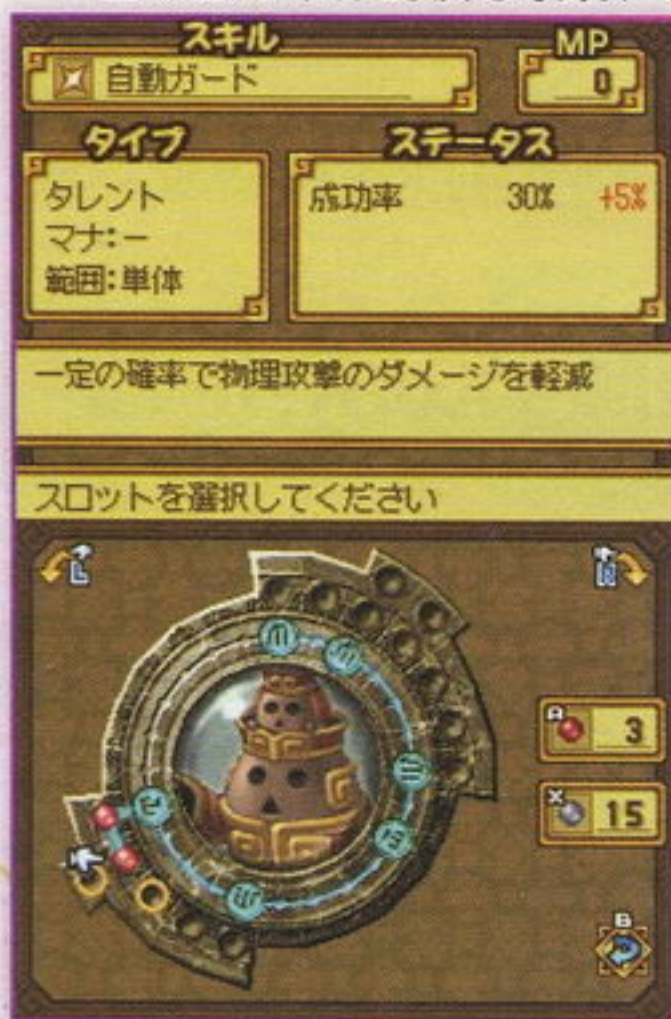 スキル
自動ガード
MP
0
タイプ
タレント
マナ：－
範囲：単体
ステータス
成功率 30% +5%
一定の確率で物理攻撃のダメージを軽減
スロットを選択してください
L
R
A 3
X 15
B